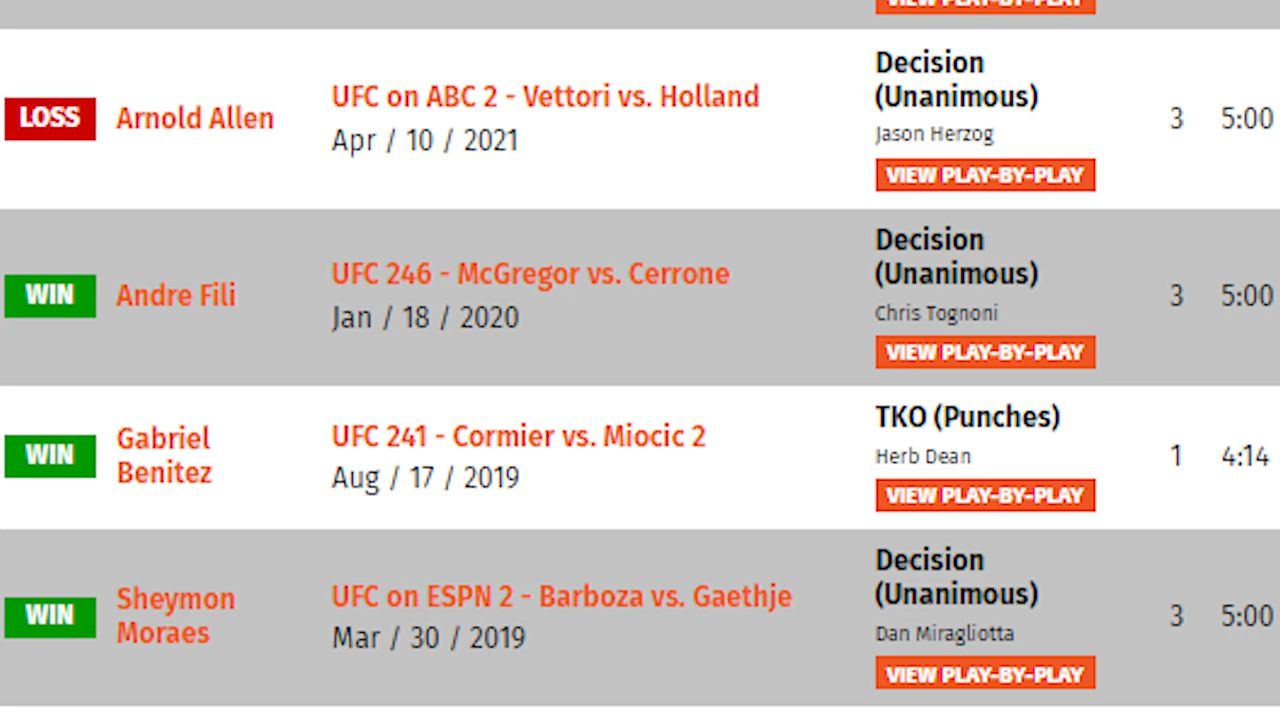 VIEW PLAY-BY-PLAY
LOSS
Arnold Allen
UFC on ABC 2 - Vettori vs. Holland
Apr / 10 / 2021
Decision
(Unanimous)
Jason Herzog
VIEW PLAY-BY-PLAY
3
5:00
WIN
Andre Fili
UFC 246 - McGregor vs. Cerrone
Jan / 18 / 2020
Decision
(Unanimous)
Chris Tognoni
VIEW PLAY-BY-PLAY
3
5:00
WIN
Gabriel
Benitez
UFC 241 - Cormier vs. Miocic 2
Aug / 17 / 2019
TKO (Punches)
Herb Dean
VIEW PLAY-BY-PLAY
1
4:14
WIN
Sheymon
Moraes
UFC on ESPN 2 - Barboza vs. Gaethje
Mar / 30 / 2019
Decision
(Unanimous)
Dan Miragliotta
VIEW PLAY-BY-PLAY
3
5:00